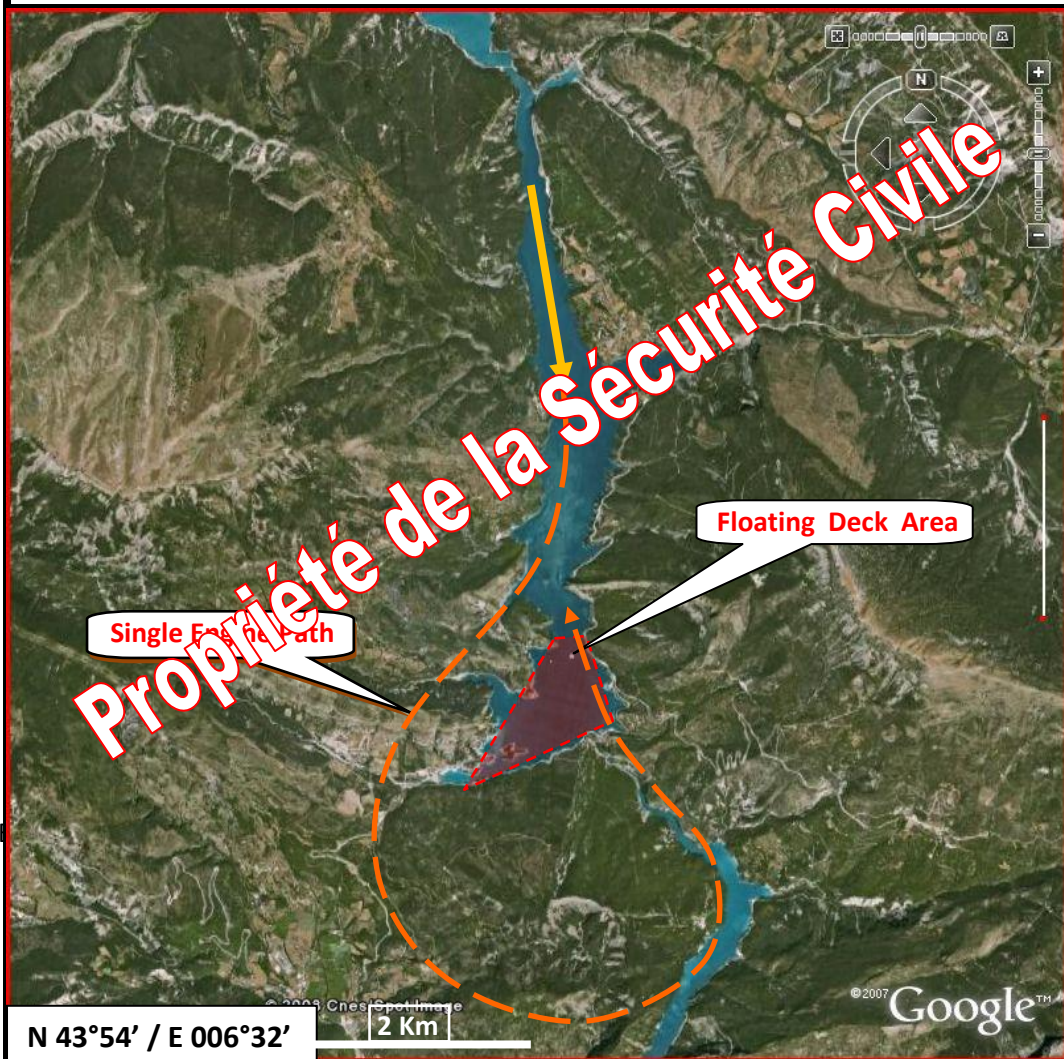 N
Propriété de la Sécurité Civile
Floating Deck Area
Single Engine Path
© 2008 Cnes/Spot Image
©2007 Google™
2 Km
N 43°54’ / E 006°32’